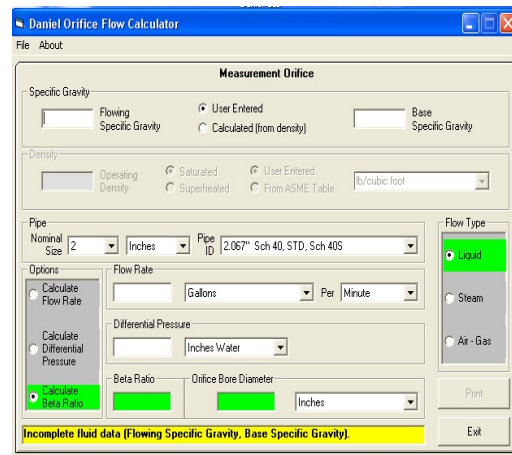 Daniel Orifice Flow Calculator
File About
Measurement Orifice
Specific Gravity
Flowing
Specific Gravity
User Entered
Calculated (from density)
Base
Specific Gravity
Density
Operating
Density
Saturated
Superheated
User Entered
From ASME Table
lb/cubic foot
Pipe
Nominal
Size
2
Inches
Pipe
ID
2.067" Sch 40, STD, Sch 40S
Flow Type
Liquid
Steam
Air - Gas
Options
Calculate
Flow Rate
Calculate
Differential
Pressure
Calculate
Beta Ratio
Flow Rate
Gallons
Per
Minute
Differential Pressure
Inches Water
Beta Ratio
Orifice Bore Diameter
Inches
Print
Exit
Incomplete fluid data (Flowing Specific Gravity, Base Specific Gravity).